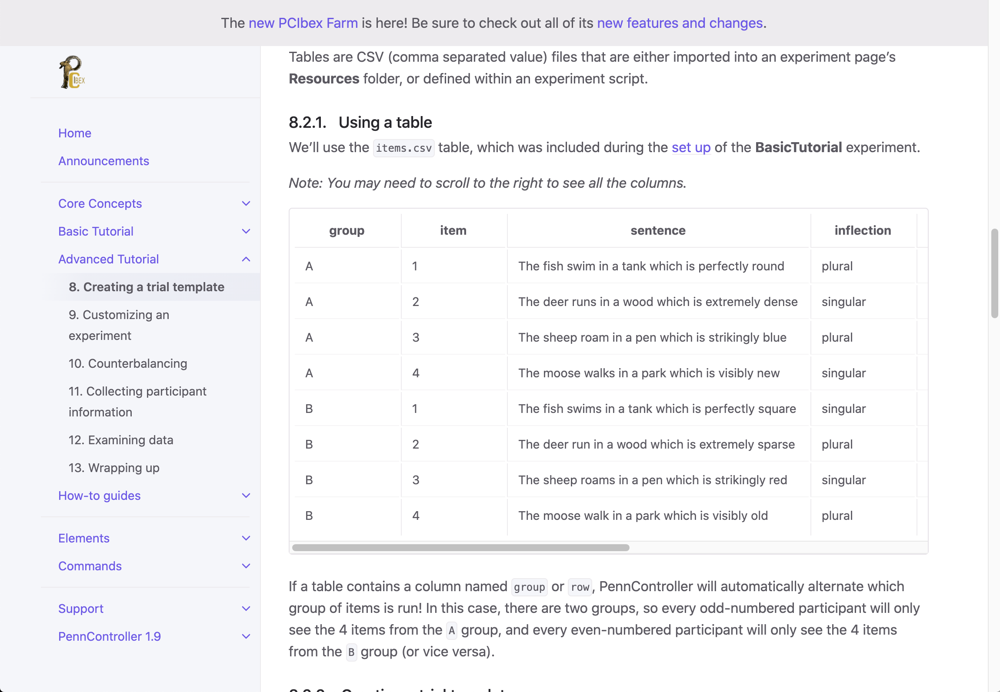 The new PCIbex Farm is here! Be sure to check out all of its new features and changes.
PC IBEX
Home
Announcements
Core Concepts
Basic Tutorial
Advanced Tutorial
8. Creating a trial template
9. Customizing an
experiment
10. Counterbalancing
11. Collecting participant
information
12. Examining data
13. Wrapping up
How-to guides
Elements
Commands
Support
PennController 1.9
Tables are CSV (comma separated value) files that are either imported into an experiment page’s
Resources folder, or defined within an experiment script.
8.2.1. Using a table
We’ll use the items.csv table, which was included during the set up of the BasicTutorial experiment.
Note: You may need to scroll to the right to see all the columns.
group item sentence inflection
A 1 The fish swim in a tank which is perfectly round plural
A 2 The deer runs in a wood which is extremely dense singular
A 3 The sheep roam in a pen which is strikingly blue plural
A 4 The moose walks in a park which is visibly new singular
B 1 The fish swims in a tank which is perfectly square singular
B 2 The deer run in a wood which is extremely sparse plural
B 3 The sheep roams in a pen which is strikingly red singular
B 4 The moose walk in a park which is visibly old plural
If a table contains a column named group or row, PennController will automatically alternate which
group of items is run! In this case, there are two groups, so every odd-numbered participant will only
see the 4 items from the A group, and every even-numbered participant will only see the 4 items
from the B group (or vice versa).